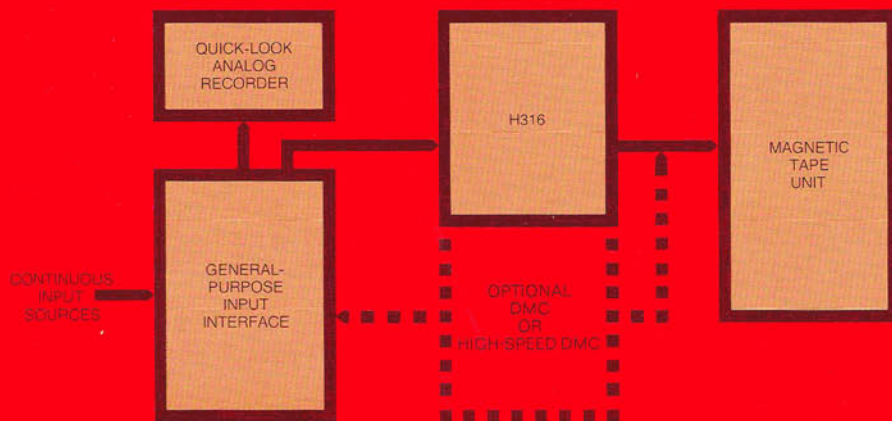 QUICK-LOOK
ANALOG
RECORDER
H316
MAGNETIC
TAPE
UNIT
CONTINUOUS
INPUT
SOURCES
GENERAL-
PURPOSE
INPUT
INTERFACE
OPTIONAL
DMC
OR
HIGH-SPEED DMC